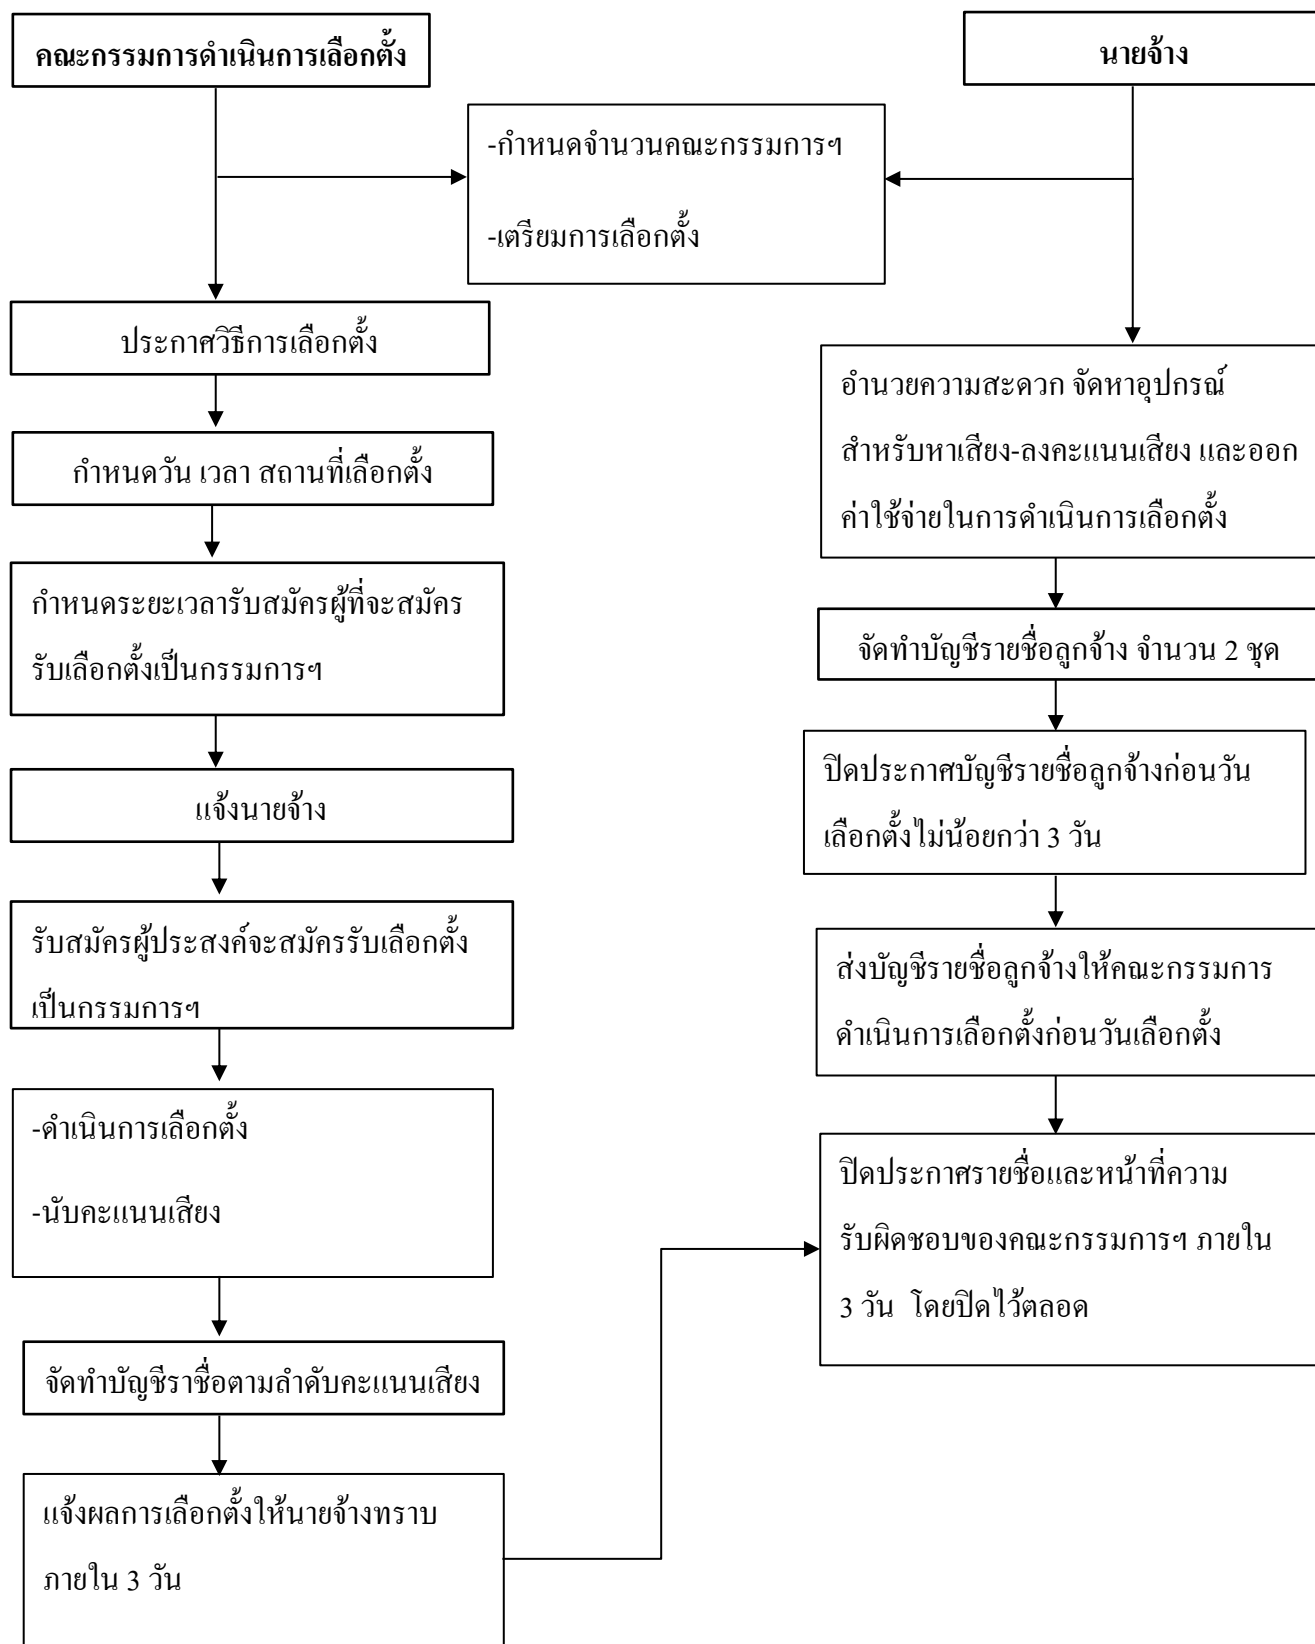 คณะกรรมการดำเนินการเลือกตั้ง
นายจ้าง
-กำหนดจำนวนคณะกรรมการฯ
-เตรียมการเลือกตั้ง
ประกาศวิธีการเลือกตั้ง
กำหนดวัน เวลา สถานที่เลือกตั้ง
กำหนดระยะเวลารับสมัครผู้ที่จะสมัคร
รับเลือกตั้งเป็นกรรมการฯ
แจ้งนายจ้าง
รับสมัครผู้ประสงค์จะสมัครรับเลือกตั้ง
เป็นกรรมการฯ
-ดำเนินการเลือกตั้ง
-นับคะแนนเสียง
จัดทำบัญชีราชื่อตามลำดับคะแนนเสียง
แจ้งผลการเลือกตั้งให้นายจ้างทราบ
ภายใน 3 วัน
อำนวยความสะดวก จัดหาอุปกรณ์
สำหรับหาเสียง-ลงคะแนนเสียง และออก
ค่าใช้จ่ายในการดำเนินการเลือกตั้ง
จัดทำบัญชีรายชื่อลูกจ้าง จำนวน 2 ชุด
ปิดประกาศบัญชีรายชื่อลูกจ้างก่อนวัน
เลือกตั้งไม่น้อยกว่า 3 วัน
ส่งบัญชีรายชื่อลูกจ้างให้คณะกรรมการ
ดำเนินการเลือกตั้งก่อนวันเลือกตั้ง
ปิดประกาศรายชื่อและหน้าที่ความ
รับผิดชอบของคณะกรรมการฯ ภายใน
3 วัน  โดยปิดไว้ตลอด